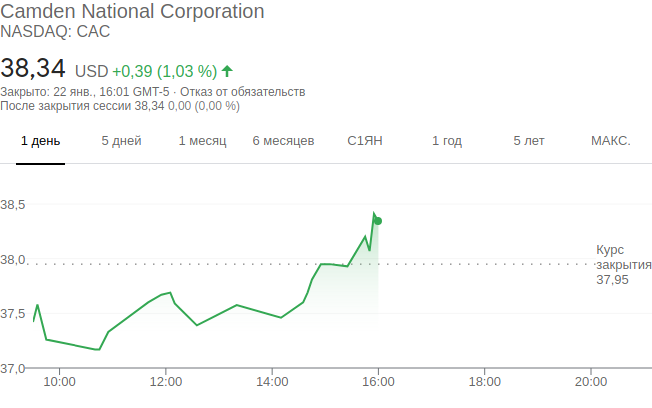 Camden National Corporation
NASDAQ: CAC
38,34 USD +0,39 (1,03 %)
Закрыто: 22 янв., 16:01 GMT-5 · Отказ от обязательств
После закрытия сессии 38,34 0,00 (0,00 %)
1 день 5 дней 1 месяц 6 месяцев С1ЯН 1 год 5 лет МАКС.
38,5
38,0
37,5
37,0
Курс
закрытия
37,95
10:00 12:00 14:00 16:00 18:00 20:00